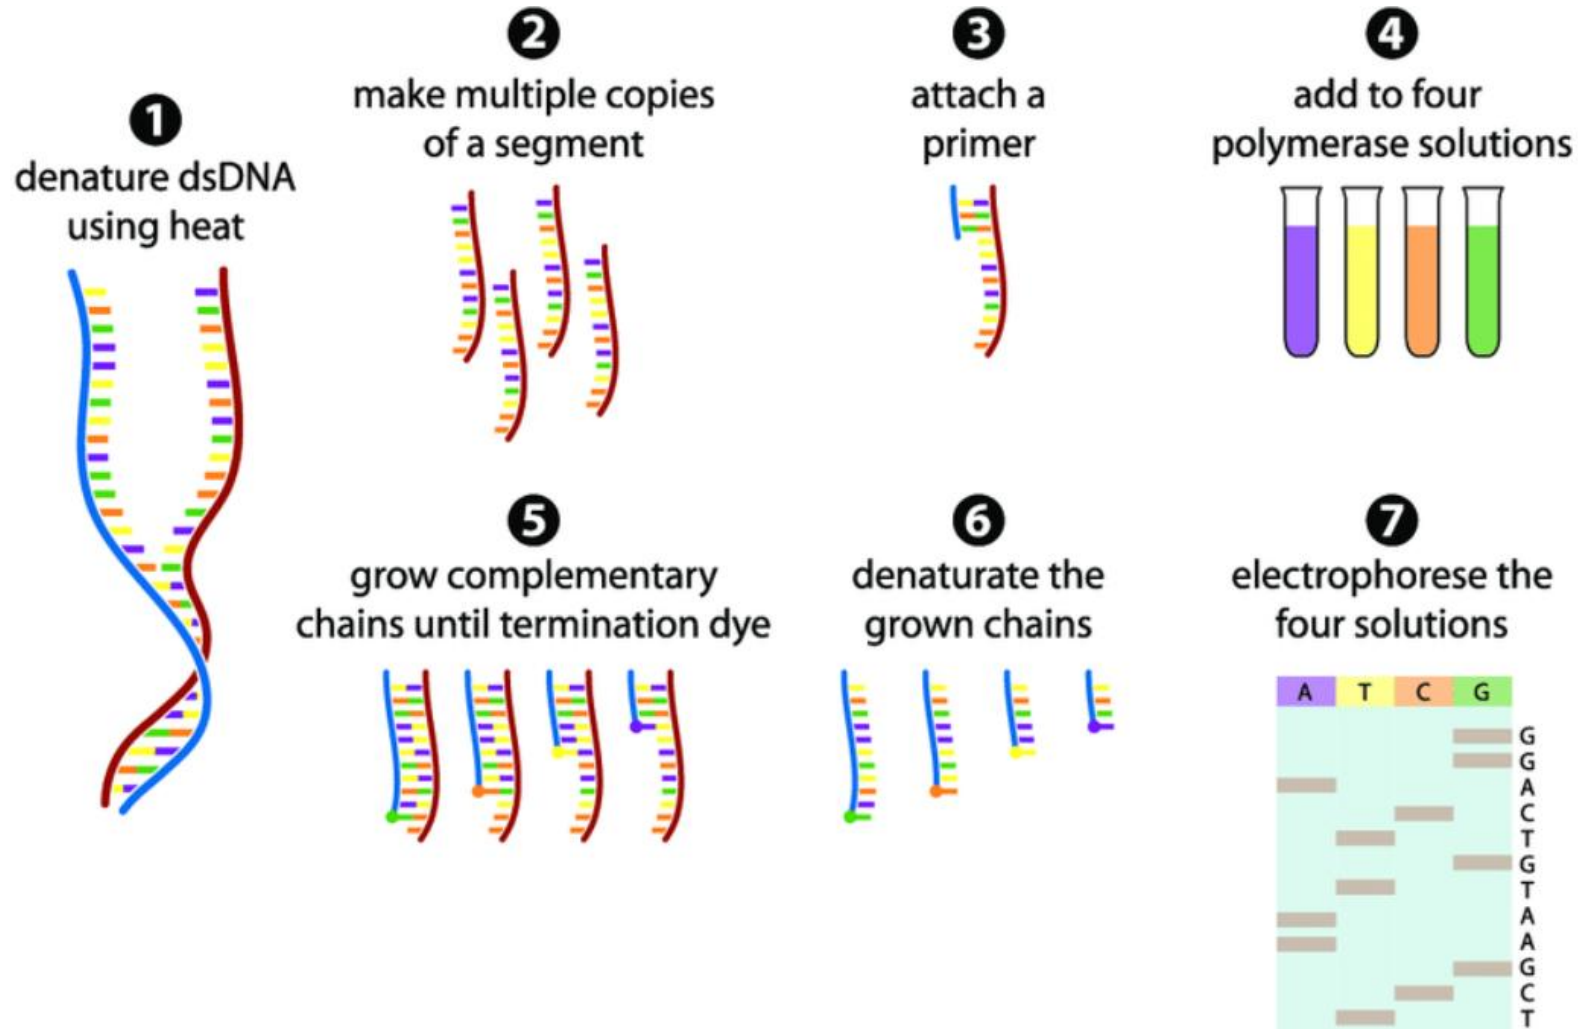 1
denature dsDNA
using heat
2
make multiple copies
of a segment
3
attach a
primer
4
add to four
polymerase solutions
5
grow complementary
chains until termination dye
6
denaturate the
grown chains
7
electrophorese the
four solutions
A T C G
G
G
A
C
T
G
T
A
A
G
C
T